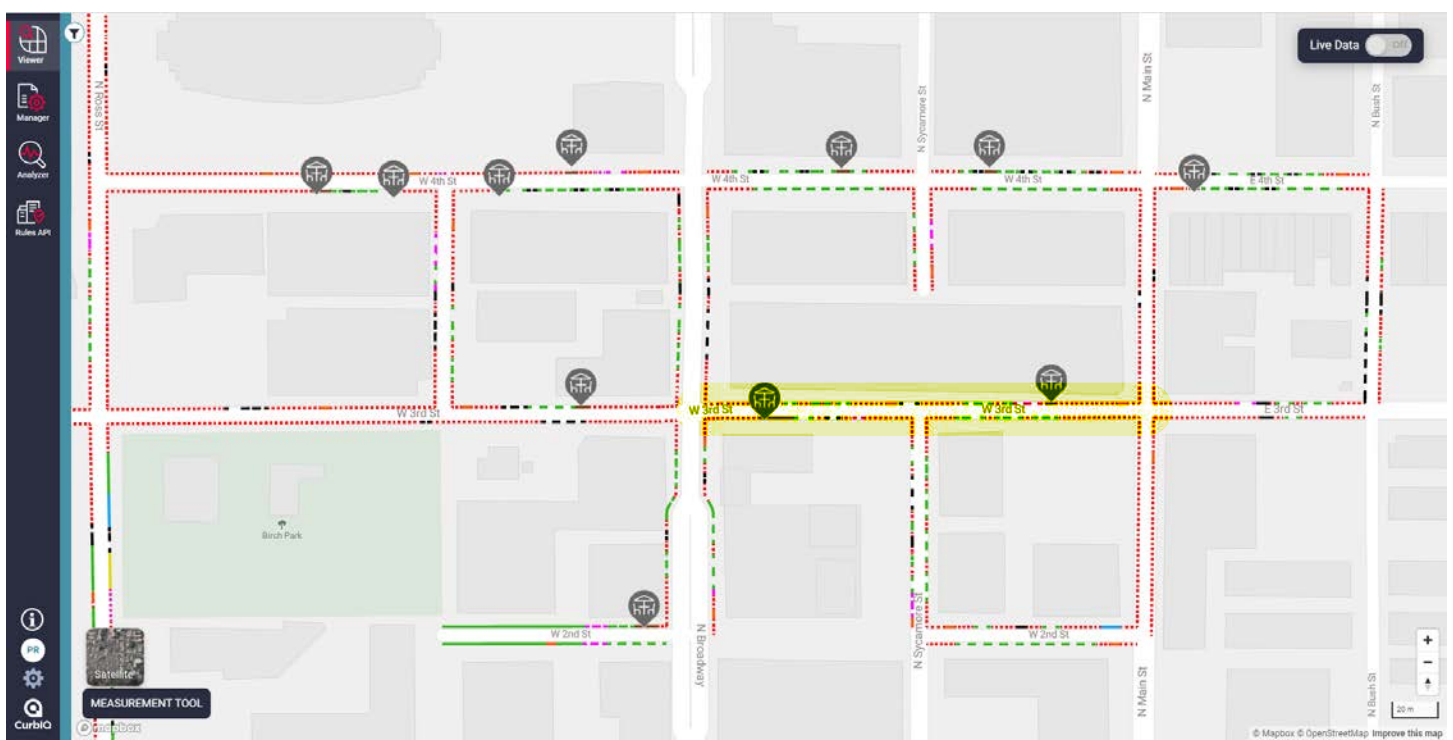 Viewer
Manager
Analyzer
Rules API
PR
CurbIQ
Live Data
Off
N Ross St
N Sycamore St
N Main St
N Bush St
W 4th St
W 4th St
W 4th St
E 4th St
W 3rd St
W 3rd St
W 3rd St
E 3rd St
Birch Park
W 2nd St
W 2nd St
N Broadway
N Sycamore St
N Main St
N Bush St
Satellite
MEASUREMENT TOOL
mapbox
20 m
© Mapbox © OpenStreetMap Improve this map